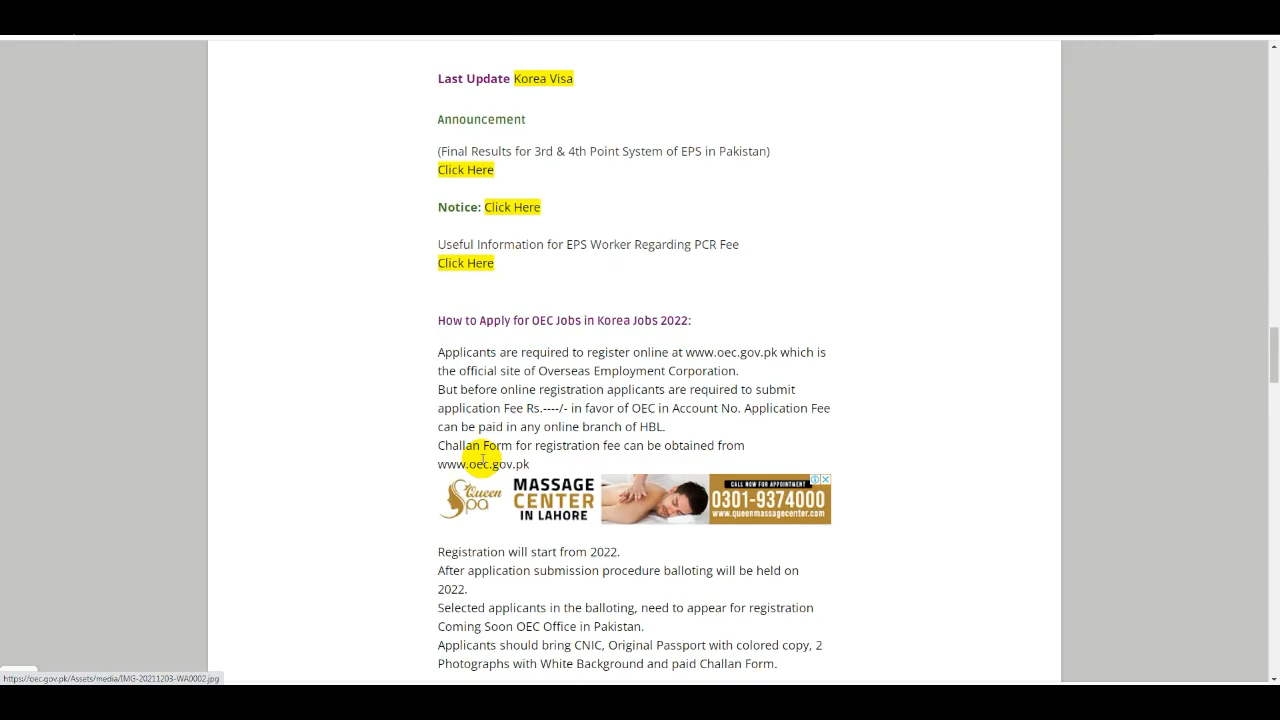 Last Update Korea Visa
Announcement
(Final Results for 3rd & 4th Point System of EPS in Pakistan)
Click Here
Notice: Click Here
Useful Information for EPS Worker Regarding PCR Fee
Click Here
How to Apply for OEC Jobs in Korea Jobs 2022:
Applicants are required to register online at www.oec.gov.pk which is
the official site of Overseas Employment Corporation.
But before online registration applicants are required to submit
application Fee Rs.----/- in favor of OEC in Account No. Application Fee
can be paid in any online branch of HBL.
Challan Form for registration fee can be obtained from
www.oec.gov.pk
Queen
Spa
MASSAGE
CENTER
IN LAHORE
CALL NOW FOR APPOINTMENT
0301-9374000
www.queenmassagecenter.com
Registration will start from 2022.
After application submission procedure balloting will be held on
2022.
Selected applicants in the balloting, need to appear for registration
Coming Soon OEC Office in Pakistan.
Applicants should bring CNIC, Original Passport with colored copy, 2
Photographs with White Background and paid Challan Form.
https://oec.gov.pk/Assets/media/IMG-20211203-WA0002.jpg